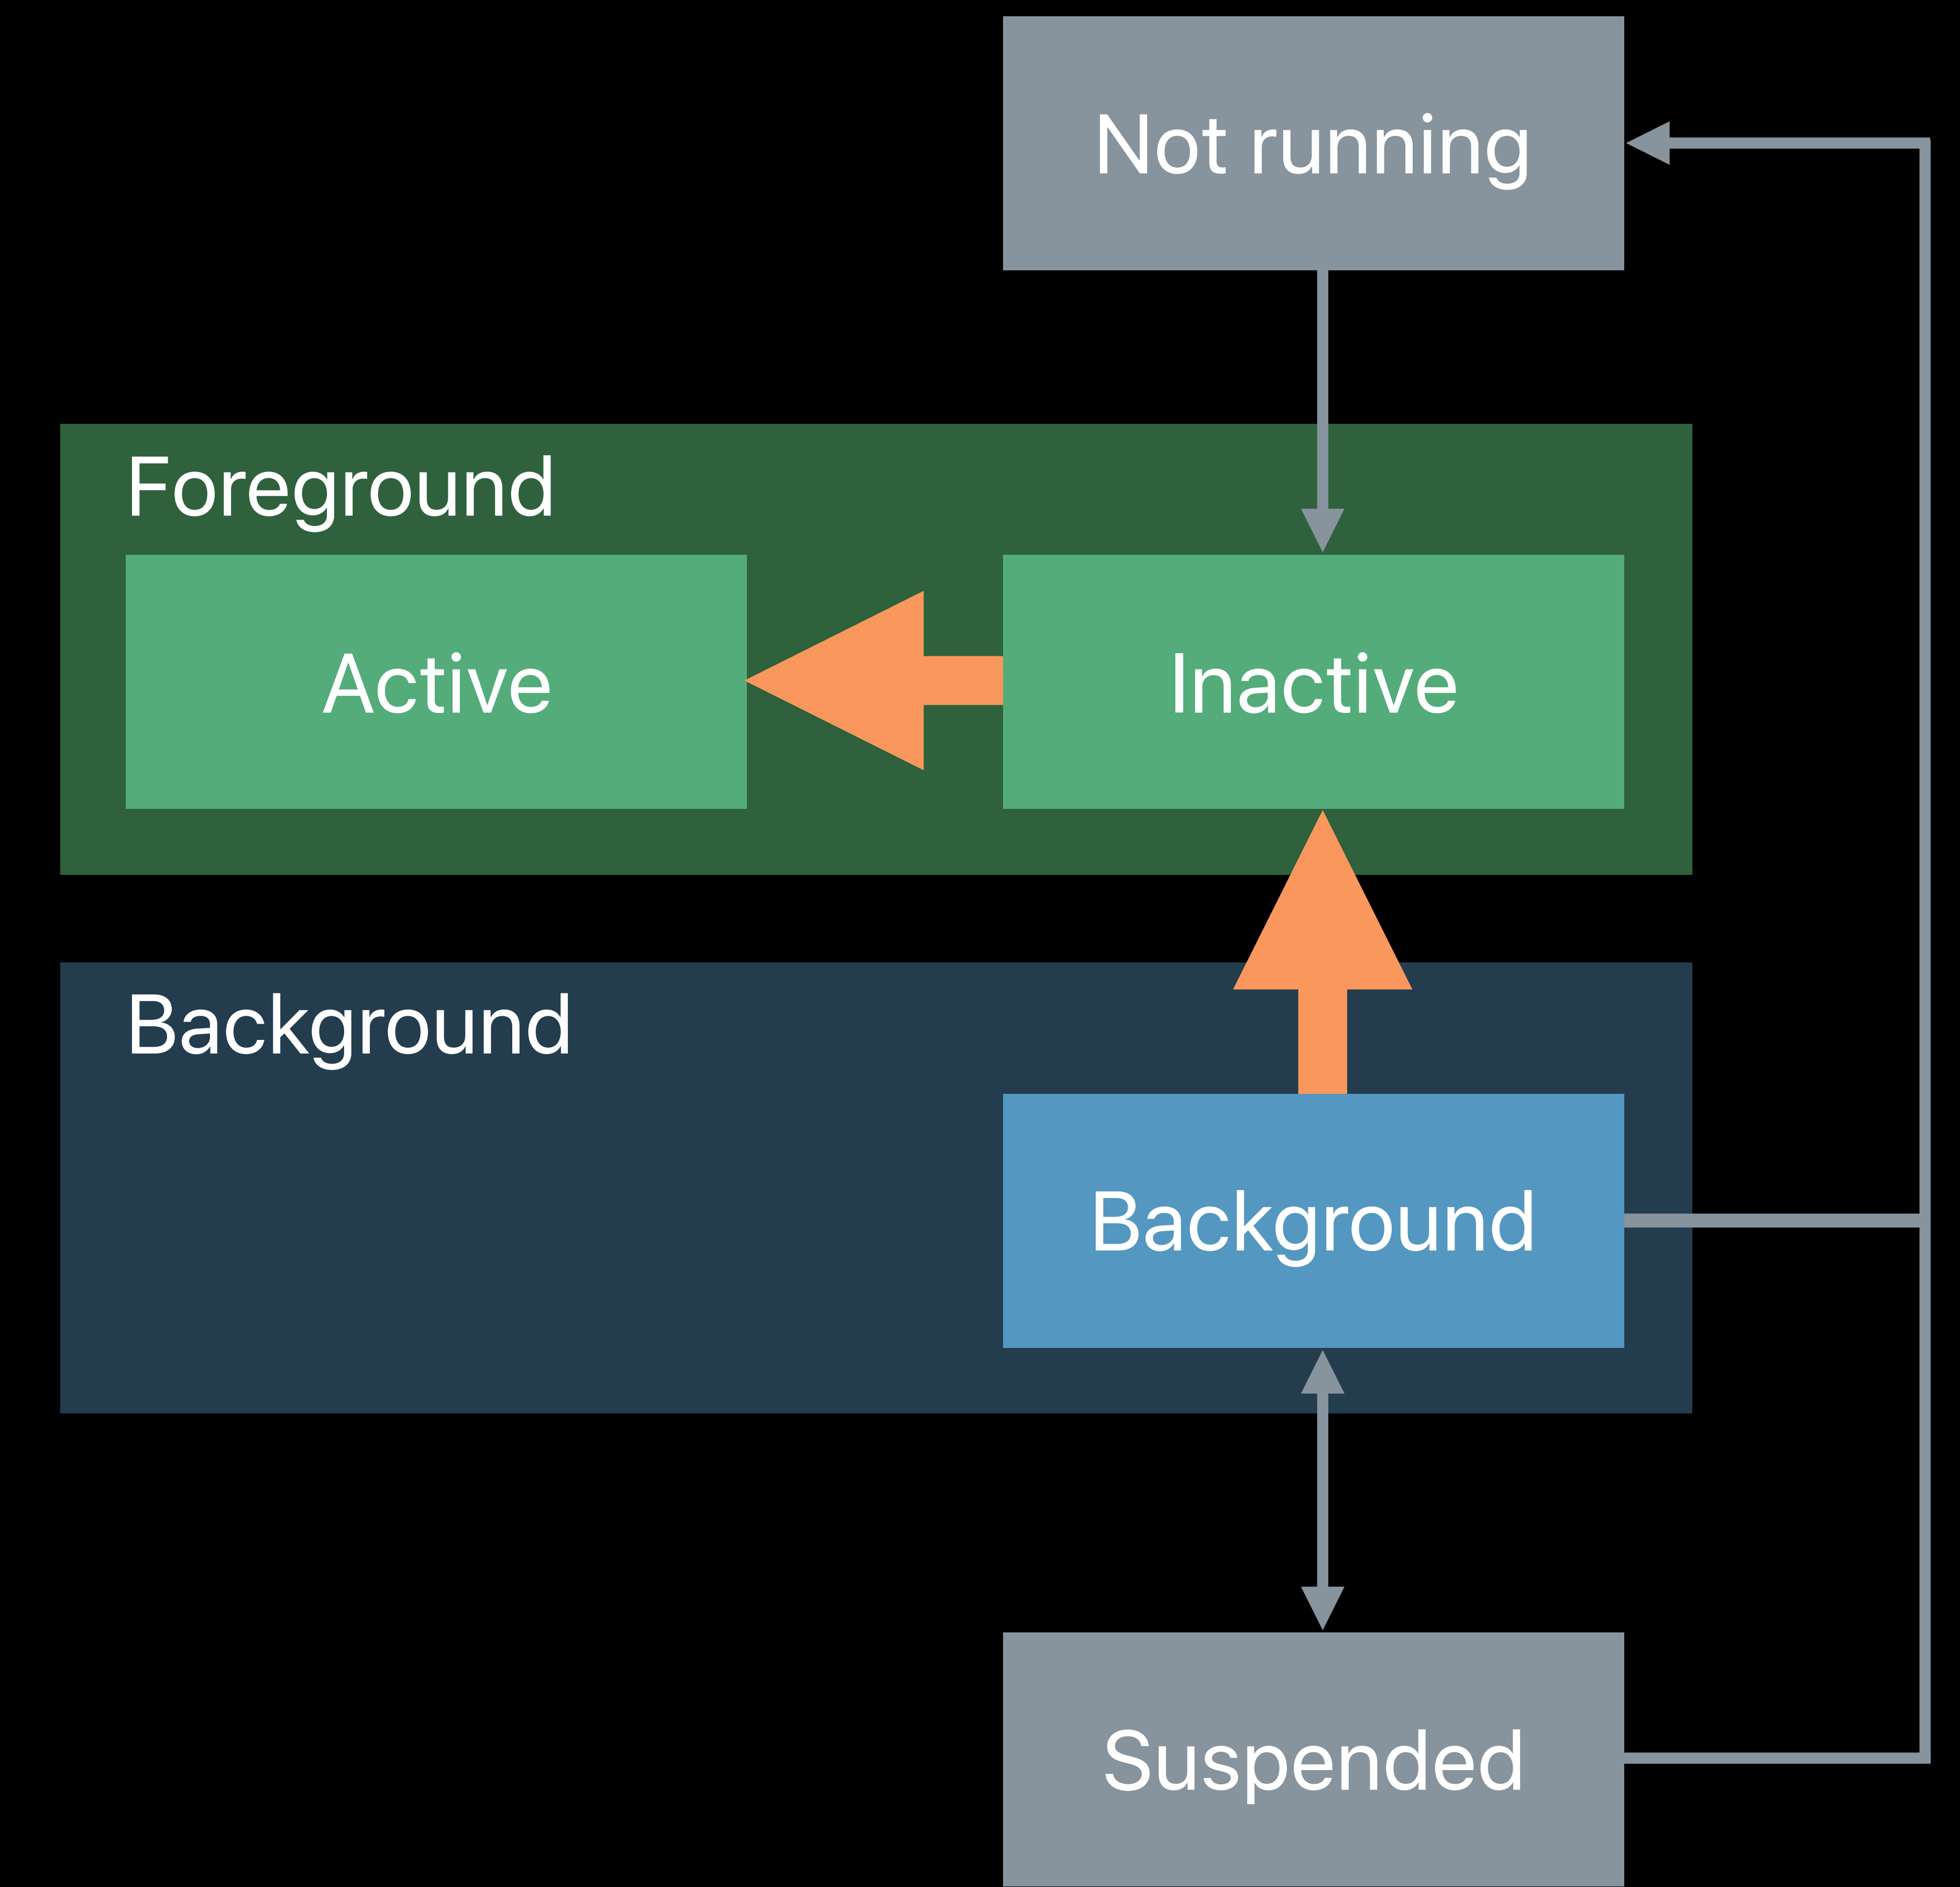 Not running
Foreground
Active
Inactive
Background
Background
Suspended